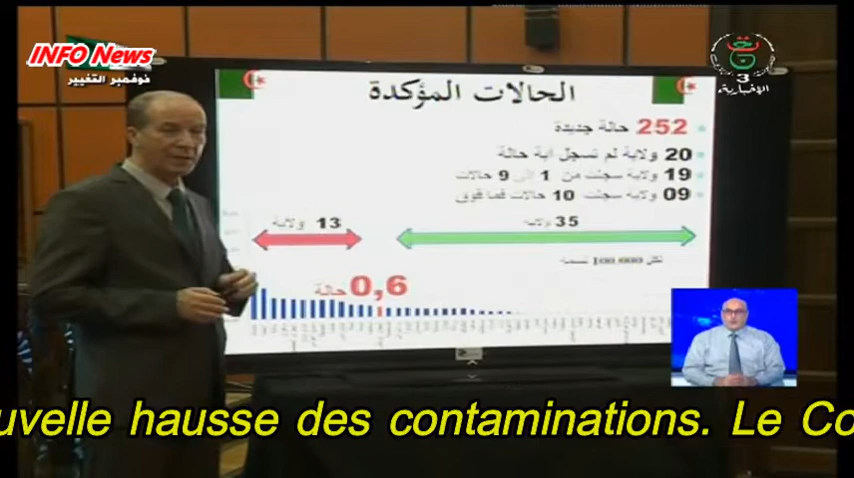 INFO News
نوفمبر التغيير
3
الإخبارية
الحالات المؤكدة
252 حالة جديدة
20 ولاية لم تسجل أية حالة
19 ولاية سجلت من 1 إلى 9 حالات
09 ولاية سجلت 10 حالات فما فوق
13 ولاية
35 ولاية
لكل 100.000 نسمة
0,6 حالة
uvelle hausse des contaminations. Le Co